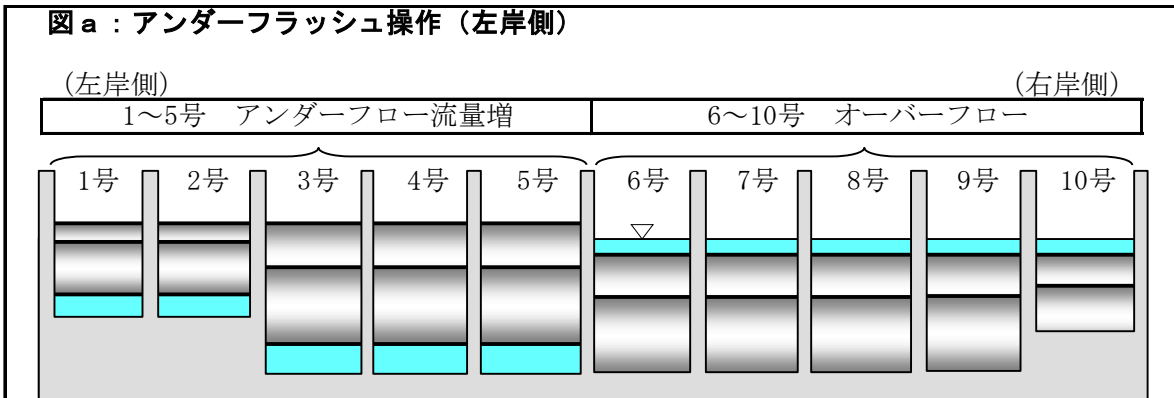 図a：アンダーフラッシュ操作（左岸側）
(左岸側) (右岸側)
1～5号 アンダーフロー流量増 6～10号 オーバーフロー
1号 2号 3号 4号 5号 6号 7号 8号 9号 10号